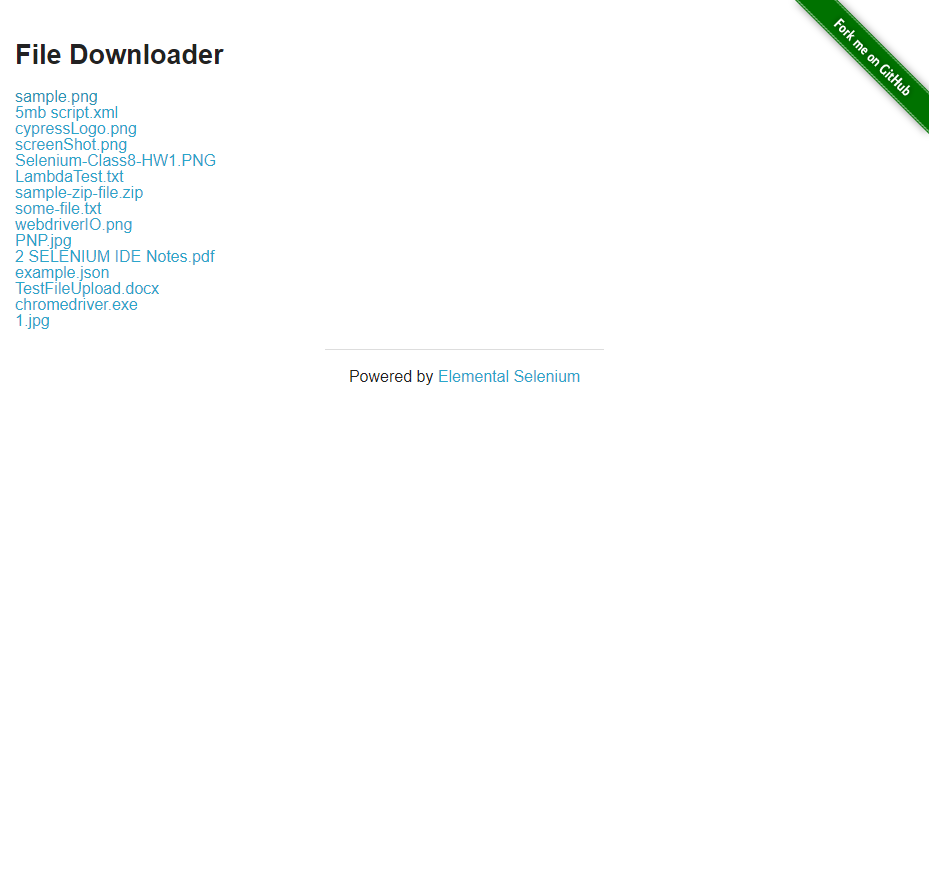 Fork me on GitHub
File Downloader
sample.png
5mb script.xml
cypressLogo.png
screenShot.png
Selenium-Class8-HW1.PNG
LambdaTest.txt
sample-zip-file.zip
some-file.txt
webdriverIO.png
PNP.jpg
2 SELENIUM IDE Notes.pdf
example.json
TestFileUpload.docx
chromedriver.exe
1.jpg
Powered by Elemental Selenium